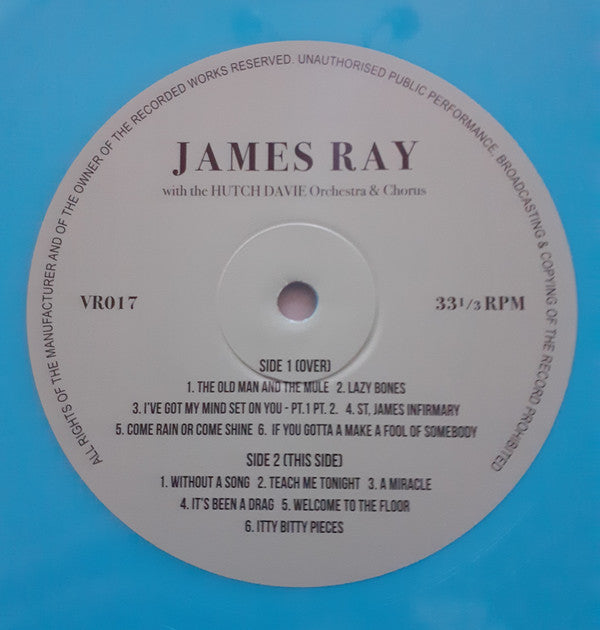 ALL RIGHTS OF THE MANUFACTURER AND OF THE OWNER OF THE RECORDED WORKS RESERVED. UNAUTHORISED PUBLIC PERFORMANCE, BROADCASTING & COPYING OF THE RECORD PROHIBITED
JAMES RAY
with the HUTCH DAVIE Orchestra & Chorus
VR017
33 1/3 RPM
SIDE 1 (OVER)
1. THE OLD MAN AND THE MULE 2. LAZY BONES
3. I'VE GOT MY MIND SET ON YOU - PT.1 PT. 2. 4. ST. JAMES INFIRMARY
5. COME RAIN OR COME SHINE 6. IF YOU GOTTA A MAKE A FOOL OF SOMEBODY
SIDE 2 (THIS SIDE)
1. WITHOUT A SONG 2. TEACH ME TONIGHT 3. A MIRACLE
4. IT'S BEEN A DRAG 5. WELCOME TO THE FLOOR
6. ITTY BITTY PIECES